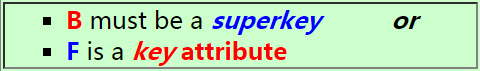 B must be a superkey or
F is a key attribute